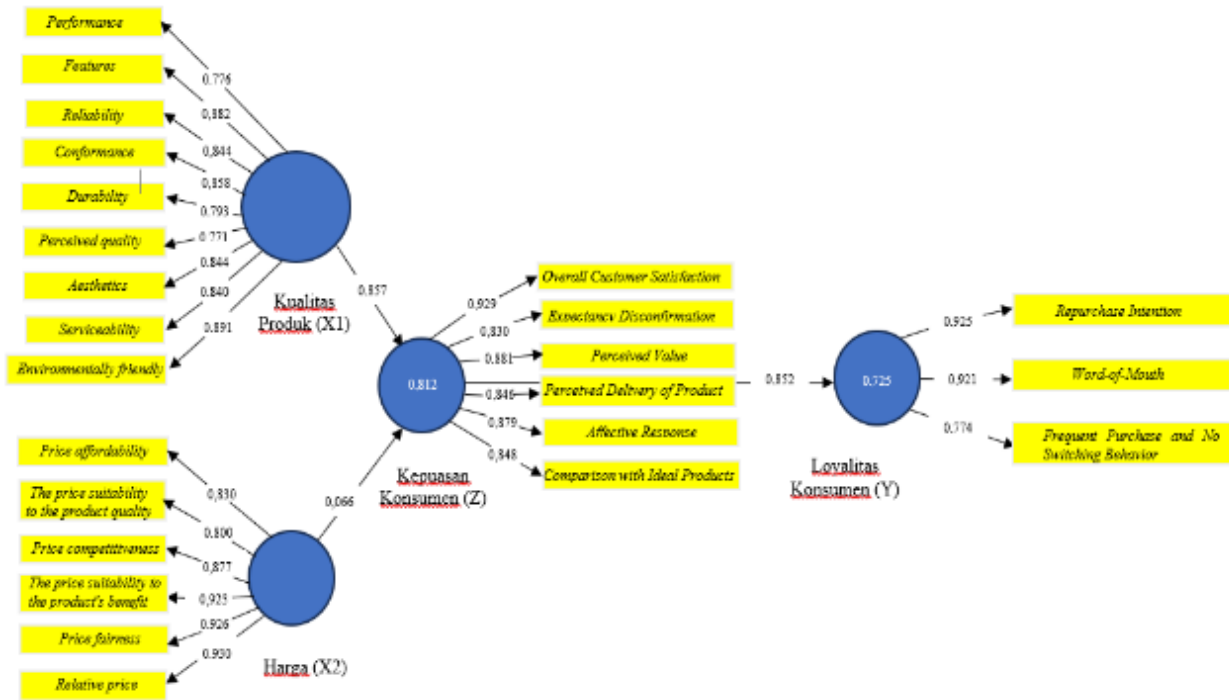 Performance
0.776
Features
0,882
Reliability
0,844
Conformance
0,858
Durability
0.793
Perceived quality
0.771
Aesthetics
0.844
Serviceability
0.840
Environmentally friendly
0.891
Kualitas
Produk (X1)
0,857
Price affordability
0,830
The price suitability
to the product quality
0.800
Price competitiveness
0,877
The price suitability to
the product's benefit
0,923
Price fairness
0.926
Relative price
0.930
Harga (X2)
0,066
0,812
Kepuasan
Konsumen (Z)
Overall Customer Satisfaction
0,929
Expectancy Disconfirmation
0,830
Perceived Value
0,881
Perceived Delivery of Product
0,846
Affective Response
0,879
Comparison with Ideal Products
0,848
0,852
0,725
Loyalitas
Konsumen (Y)
Repurchase Intention
0.925
Word-of-Mouth
0,921
Frequent Purchase and No
Switching Behavior
0,774